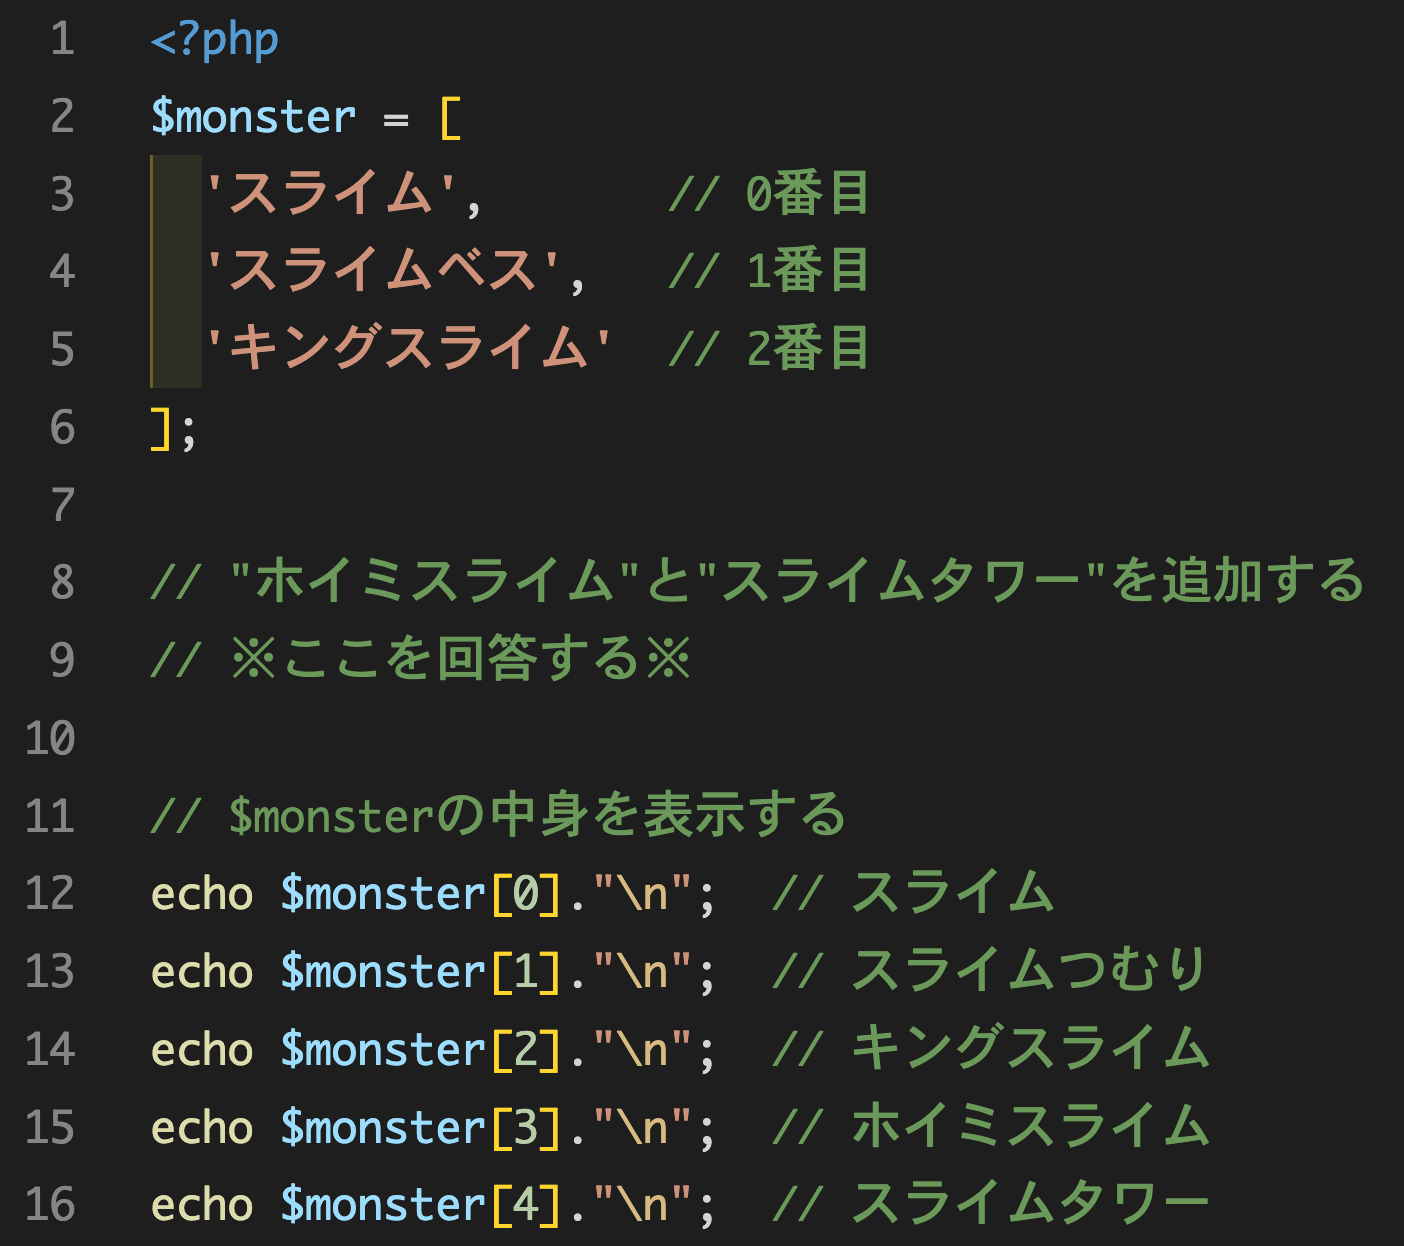 1 <?php
2 $monster = [
3 'スライム', // 0番目
4 'スライムベス', // 1番目
5 'キングスライム' // 2番目
6 ];
7
8 // "ホイミスライム"と"スライムタワー"を追加する
9 // ※ここを回答する※
10
11 // $monsterの中身を表示する
12 echo $monster[0]."\n"; // スライム
13 echo $monster[1]."\n"; // スライムつむり
14 echo $monster[2]."\n"; // キングスライム
15 echo $monster[3]."\n"; // ホイミスライム
16 echo $monster[4]."\n"; // スライムタワー